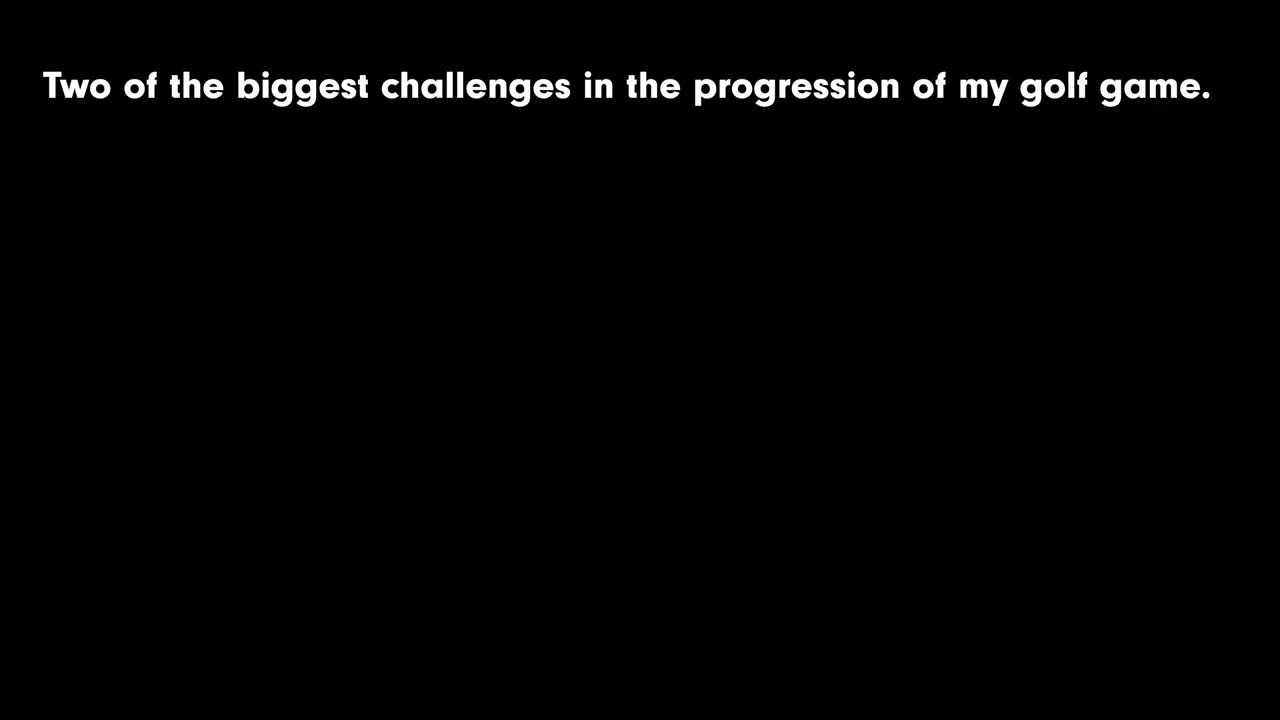 Two of the biggest challenges in the progression of my golf game.